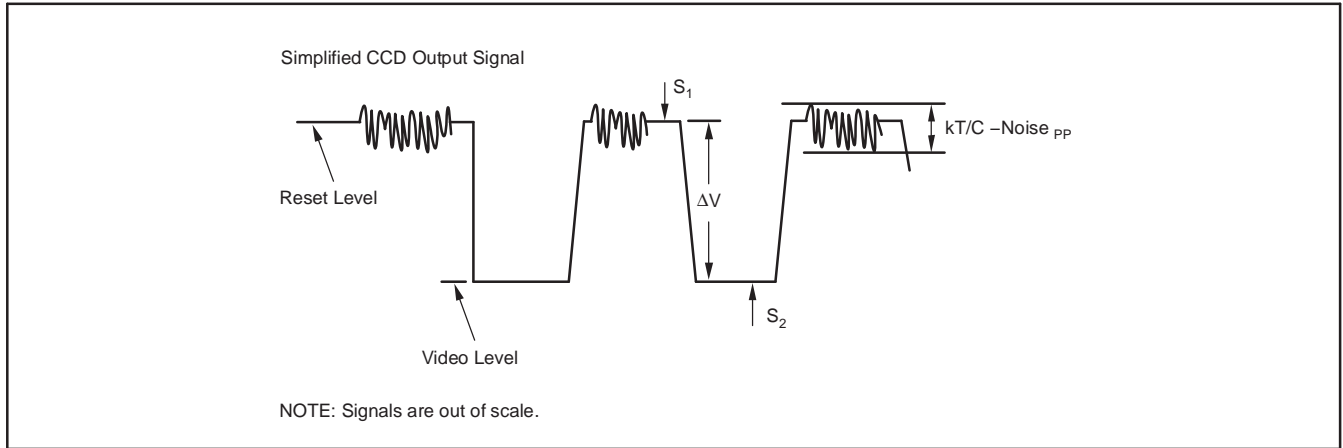 Simplified CCD Output Signal
S1
kT/C –Noise PP
Reset Level
ΔV
S2
Video Level
NOTE: Signals are out of scale.